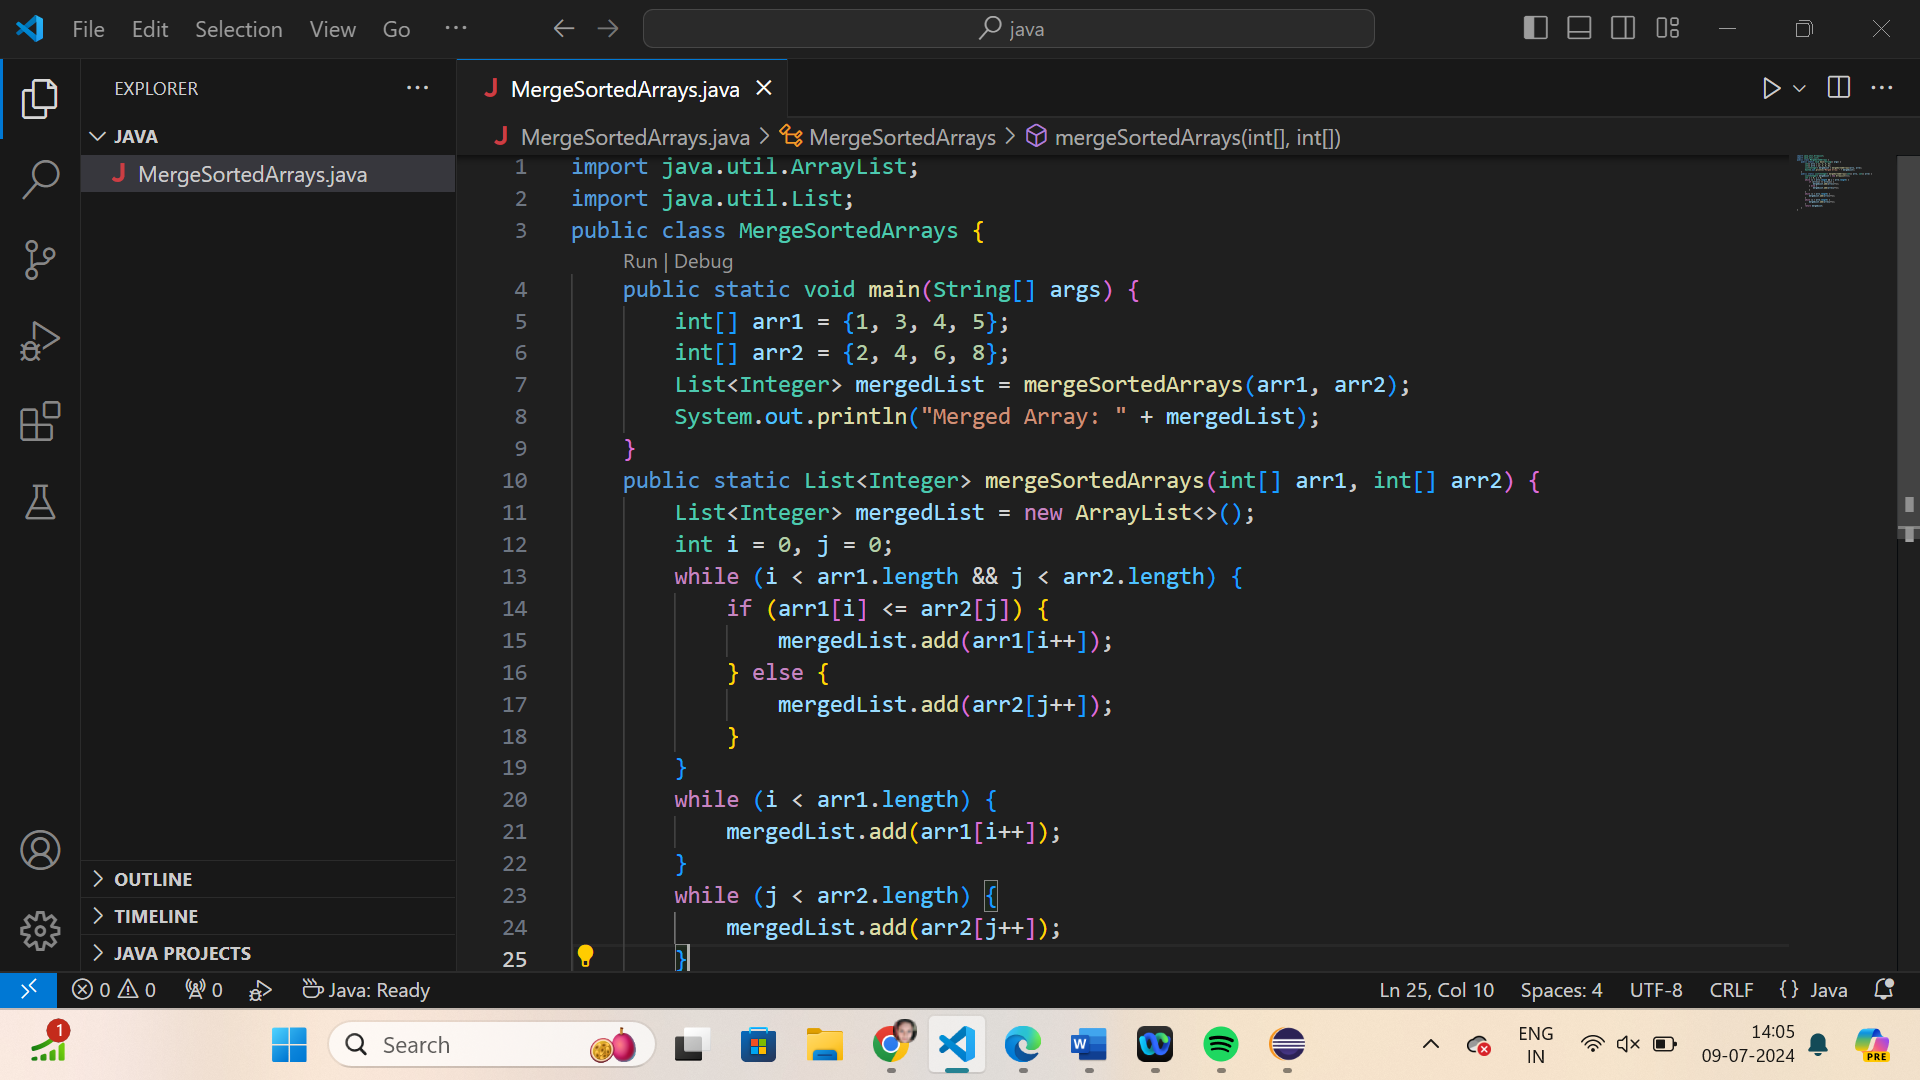 File Edit Selection View Go ··· java
EXPLORER ···
JAVA
MergeSortedArrays.java
OUTLINE
TIMELINE
JAVA PROJECTS
J MergeSortedArrays.java
J MergeSortedArrays.java > MergeSortedArrays > mergeSortedArrays(int[], int[])
1 import java.util.ArrayList;
2 import java.util.List;
3 public class MergeSortedArrays {
Run | Debug
4 public static void main(String[] args) {
5 int[] arr1 = {1, 3, 4, 5};
6 int[] arr2 = {2, 4, 6, 8};
7 List<Integer> mergedList = mergeSortedArrays(arr1, arr2);
8 System.out.println("Merged Array: " + mergedList);
9 }
10 public static List<Integer> mergeSortedArrays(int[] arr1, int[] arr2) {
11 List<Integer> mergedList = new ArrayList<>();
12 int i = 0, j = 0;
13 while (i < arr1.length && j < arr2.length) {
14 if (arr1[i] <= arr2[j]) {
15 mergedList.add(arr1[i++]);
16 } else {
17 mergedList.add(arr2[j++]);
18 }
19 }
20 while (i < arr1.length) {
21 mergedList.add(arr1[i++]);
22 }
23 while (j < arr2.length) {
24 mergedList.add(arr2[j++]);
25 }
0 0 0 Java: Ready Ln 25, Col 10 Spaces: 4 UTF-8 CRLF {} Java
1 Search W ENG 14:05
IN 09-07-2024 PRE